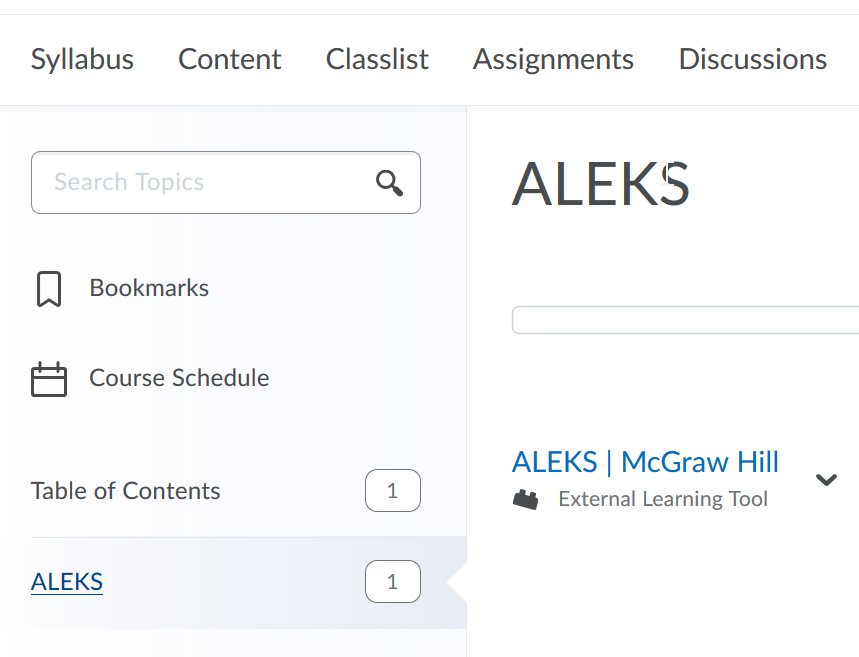 Syllabus Content Classlist Assignments Discussions
Search Topics
Bookmarks
Course Schedule
Table of Contents 1
ALEKS 1
ALEKS
ALEKS | McGraw Hill
External Learning Tool